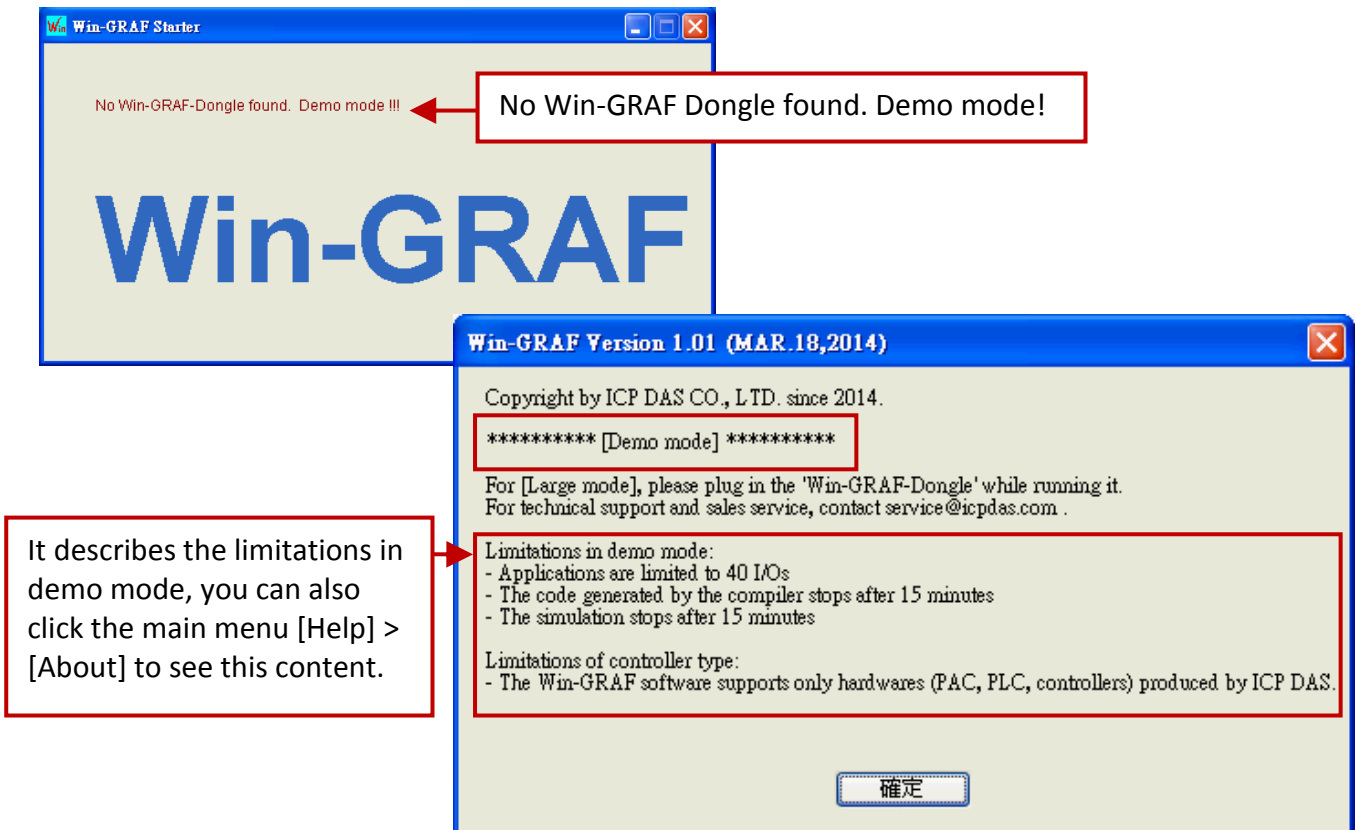 Win-GRAF Starter
No Win-GRAF-Dongle found. Demo mode !!!
No Win-GRAF Dongle found. Demo mode!
Win-GRAF
Win-GRAF Version 1.01 (MAR.18,2014)
Copyright by ICP DAS CO., LTD. since 2014.
********** [Demo mode] **********
For [Large mode], please plug in the 'Win-GRAF-Dongle' while running it.
For technical support and sales service, contact service@icpdas.com .
It describes the limitations in
demo mode, you can also
click the main menu [Help] >
[About] to see this content.
Limitations in demo mode:
- Applications are limited to 40 I/Os
- The code generated by the compiler stops after 15 minutes
- The simulation stops after 15 minutes
Limitations of controller type:
- The Win-GRAF software supports only hardwares (PAC, PLC, controllers) produced by ICP DAS.
確定